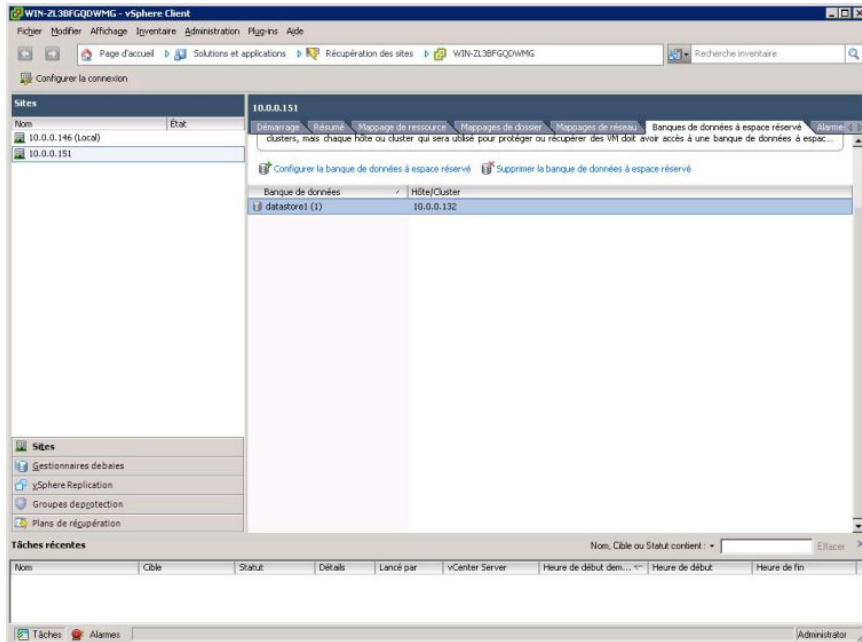 WIN-ZL3BFGQDWMG - vSphere Client
Fichier Modifier Affichage Inventaire Administration Plug-ins Aide
Page d'accueil Solutions et applications Récupération des sites WIN-ZL3BFGQDWMG Recherche inventaire
Configurer la connexion
Sites
Nom État
10.0.0.146 (Local)
10.0.0.151
10.0.0.151
Démarrage Résumé Mappage de ressource Mappages de dossier Mappages de réseau Banques de données à espace réservé Alarme
clusters, mais chaque hôte ou cluster qui sera utilisé pour protéger ou récupérer des VM doit avoir accès à une banque de données à espac...
Configurer la banque de données à espace réservé Supprimer la banque de données à espace réservé
Banque de données Hôte/Cluster
datastore1 (1) 10.0.0.132
Sites
Gestionnaires debaies
vSphere Replication
Groupes deprotection
Plans de récupération
Tâches récentes Nom, Cible ou Statut contient : Effacer
Nom Cible Statut Détails Lancé par vCenter Server Heure de début dem... Heure de début Heure de fin
Tâches Alarmes Administrator